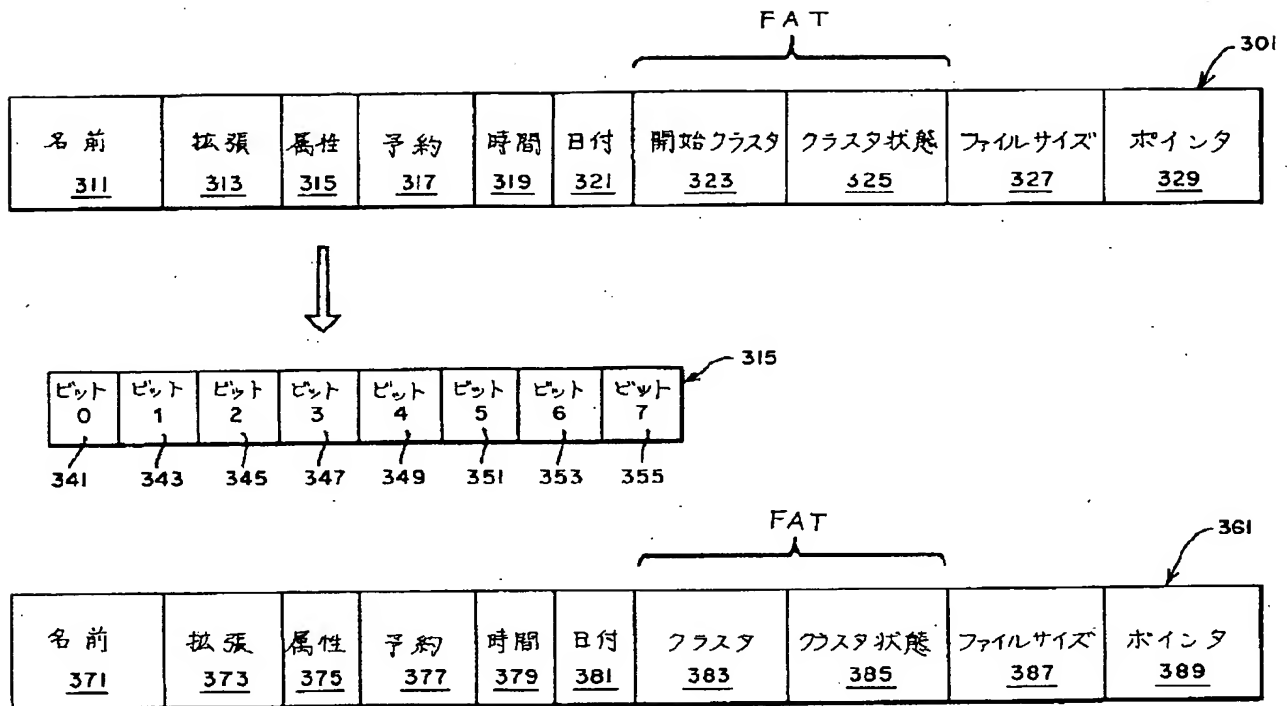 FAT
301
名前 拡張 属性 予約 時間 日付 開始クラスタ クラスタ状態 ファイルサイズ ポインタ
311 313 315 317 319 321 323 325 327 329
315
ビット ビット ビット ビット ビット ビット ビット ビット
0 1 2 3 4 5 6 7
341 343 345 347 349 351 353 355
FAT
361
名前 拡張 属性 予約 時間 日付 クラスタ クラスタ状態 ファイルサイズ ポインタ
371 373 375 377 379 381 383 385 387 389